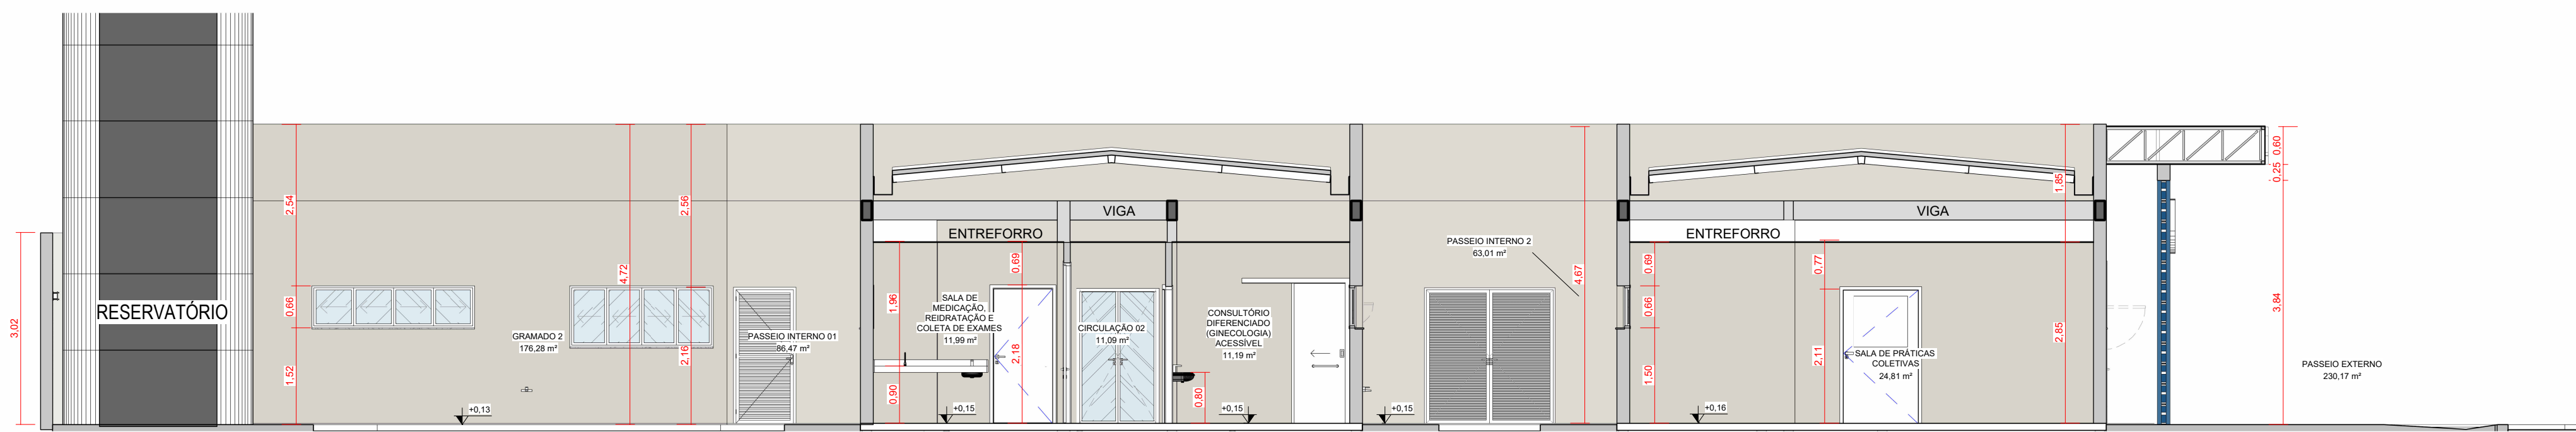 3,02
RESERVATÓRIO
2,54
0,66
1,52
+0,13
GRAMADO 2
176,28 m²
4,72
2,56
2,16
PASSEIO INTERNO 01
86,47 m²
1,96
0,90
ENTREFORRO
VIGA
SALA DE
MEDICAÇÃO,
REIDRATAÇÃO E
COLETA DE EXAMES
11,99 m²
+0,15
0,69
2,18
CIRCULAÇÃO 02
11,09 m²
0,80
CONSULTÓRIO
DIFERENCIADO
(GINECOLOGIA)
ACESSÍVEL
11,19 m²
+0,15
+0,15
PASSEIO INTERNO 2
63,01 m²
4,67
ENTREFORRO
VIGA
0,69
0,66
1,50
+0,16
0,77
2,11
SALA DE PRÁTICAS
COLETIVAS
24,81 m²
1,85
2,85
0,60
0,25
3,84
PASSEIO EXTERNO
230,17 m²